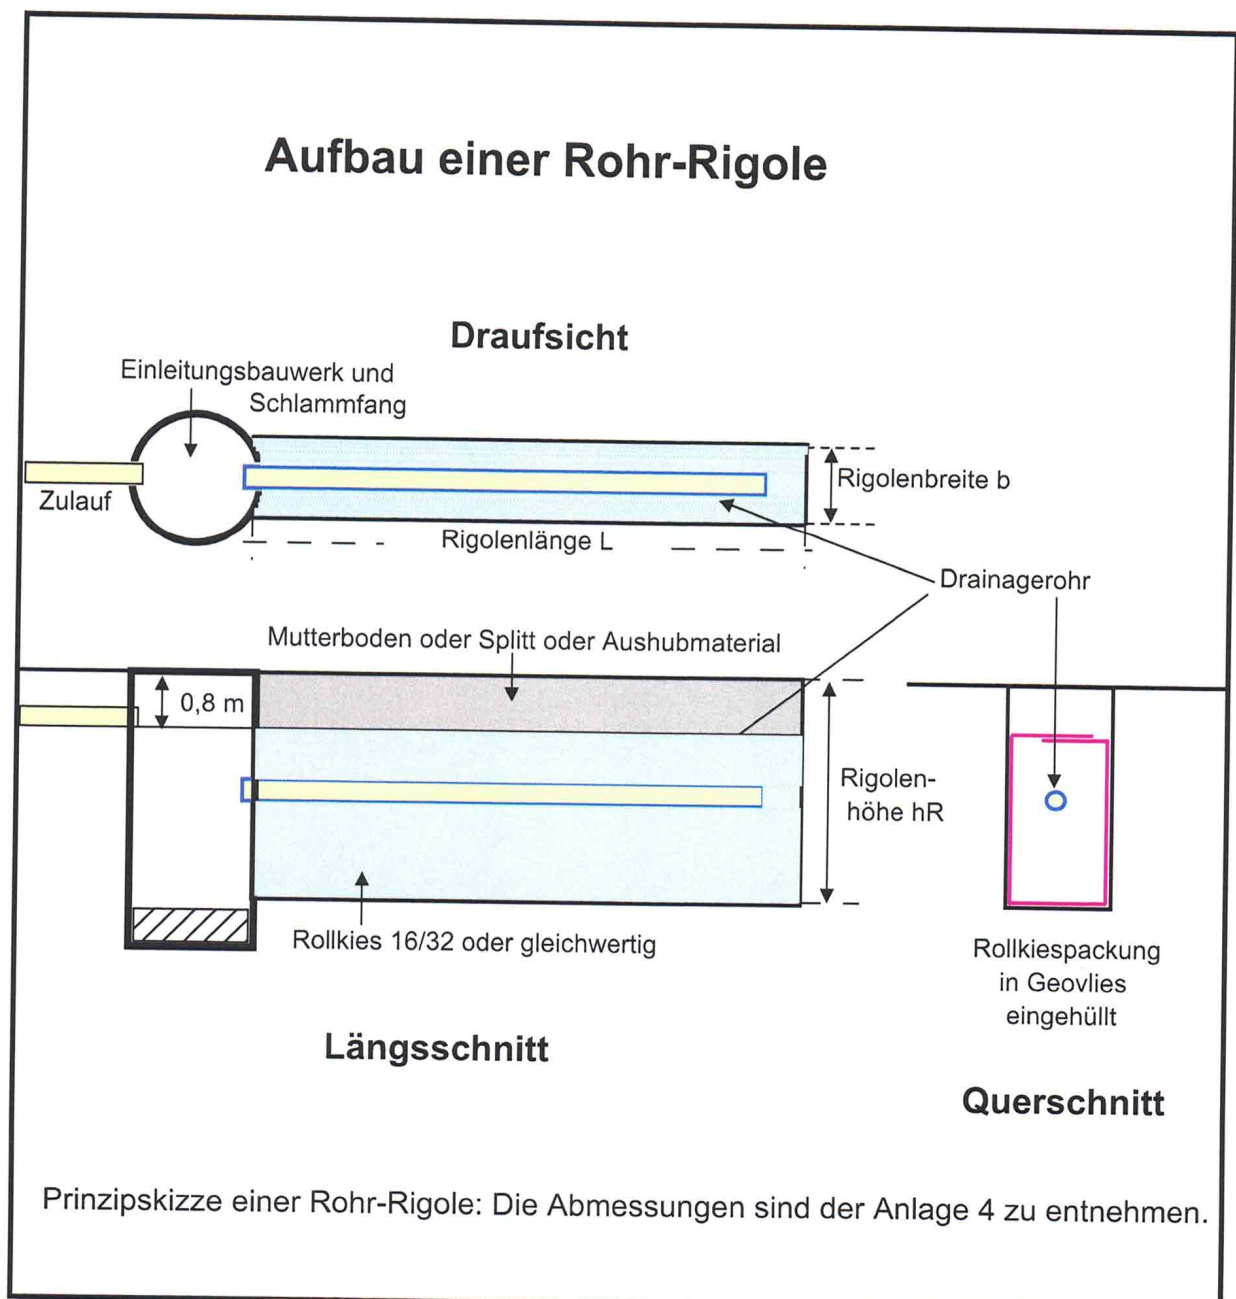 Aufbau einer Rohr-Rigole
Draufsicht
Einleitungsbauwerk und
Schlammfang
Zulauf
Rigolenbreite b
Rigolenlänge L
Drainagerohr
Mutterboden oder Splitt oder Aushubmaterial
0,8 m
Rigolen-
höhe hR
Rollkies 16/32 oder gleichwertig
Rollkiespackung
in Geovlies
eingehüllt
Längsschnitt
Querschnitt
Prinzipskizze einer Rohr-Rigole: Die Abmessungen sind der Anlage 4 zu entnehmen.